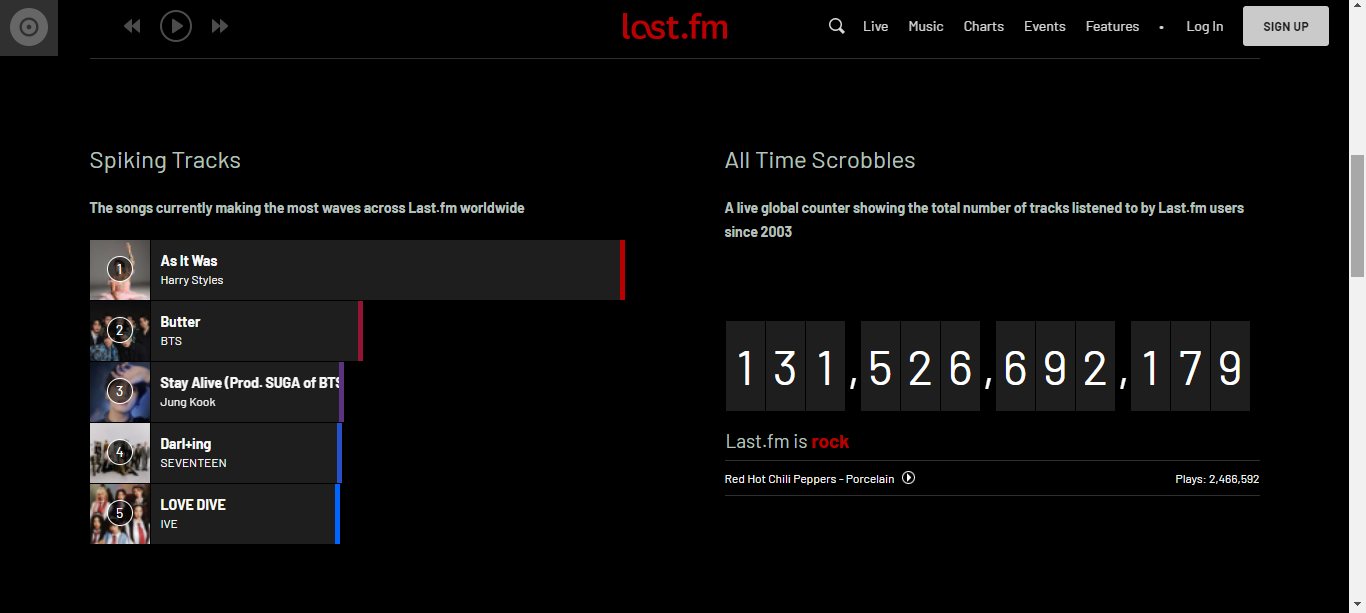 last.fm
Live Music Charts Events Features • Log In SIGN UP
Spiking Tracks
The songs currently making the most waves across Last.fm worldwide
1
As It Was
Harry Styles
2
Butter
BTS
3
Stay Alive (Prod. SUGA of BTS
Jung Kook
4
Darl+ing
SEVENTEEN
5
LOVE DIVE
IVE
All Time Scrobbles
A live global counter showing the total number of tracks listened to by Last.fm users
since 2003
131,526,692,179
Last.fm is rock
Red Hot Chili Peppers - Porcelain Plays: 2,466,592